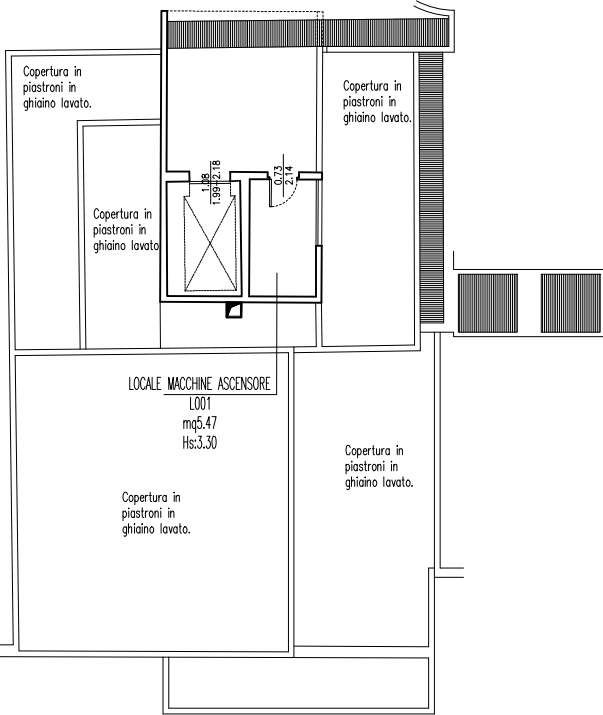 Copertura in
piastroni in
ghiaino lavato.
Copertura in
piastroni in
ghiaino lavato.
1.08
1.99÷2.18
0.73
2.14
Copertura in
piastroni in
ghiaino lavato
LOCALE MACCHINE ASCENSORE
L001
mq5.47
Hs:3.30
Copertura in
piastroni in
ghiaino lavato.
Copertura in
piastroni in
ghiaino lavato.